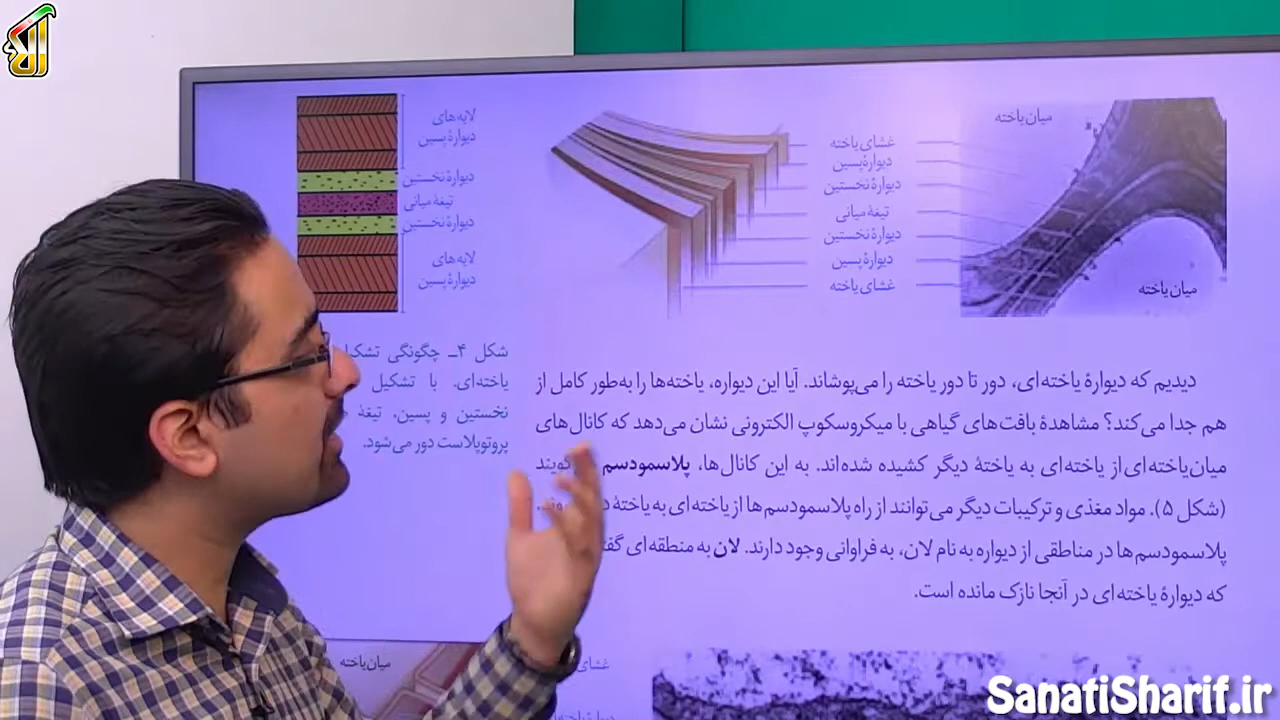 آلا
میان‌یاخته
غشای یاخته
دیوارهٔ پسین
دیوارهٔ نخستین
تیغهٔ میانی
دیوارهٔ نخستین
دیوارهٔ پسین
غشای یاخته
میان‌یاخته
لایه‌های
دیوارهٔ پسین
دیوارهٔ نخستین
تیغهٔ میانی
دیوارهٔ نخستین
لایه‌های
دیوارهٔ پسین
دیدیم که دیوارهٔ یاخته‌ای، دور تا دور یاخته را می‌پوشاند. آیا این دیواره، یاخته‌ها را به‌طور کامل از
هم جدا می‌کند؟ مشاهدهٔ بافت‌های گیاهی با میکروسکوپ الکترونی نشان می‌دهد که کانال‌های
میان‌یاخته‌ای از یاخته‌ای به یاختهٔ دیگر کشیده شده‌اند. به این کانال‌ها، پلاسمودسم گویند
(شکل ۵). مواد مغذی و ترکیبات دیگر می‌توانند از راه پلاسمودسم‌ها از یاخته‌ای به یاختهٔ
پلاسمودسم‌ها در مناطقی از دیواره به نام لان، به فراوانی وجود دارند. لان به منطقه‌ای
که دیوارهٔ یاخته‌ای در آنجا نازک مانده است.
شکل ۴ـ چگونگی
یاخته‌ای. با تشکیل
نخستین و پسین، تیغهٔ
پروتوپلاست دور می‌شود.
میان‌یاخته
غشای
SanatiSharif.ir